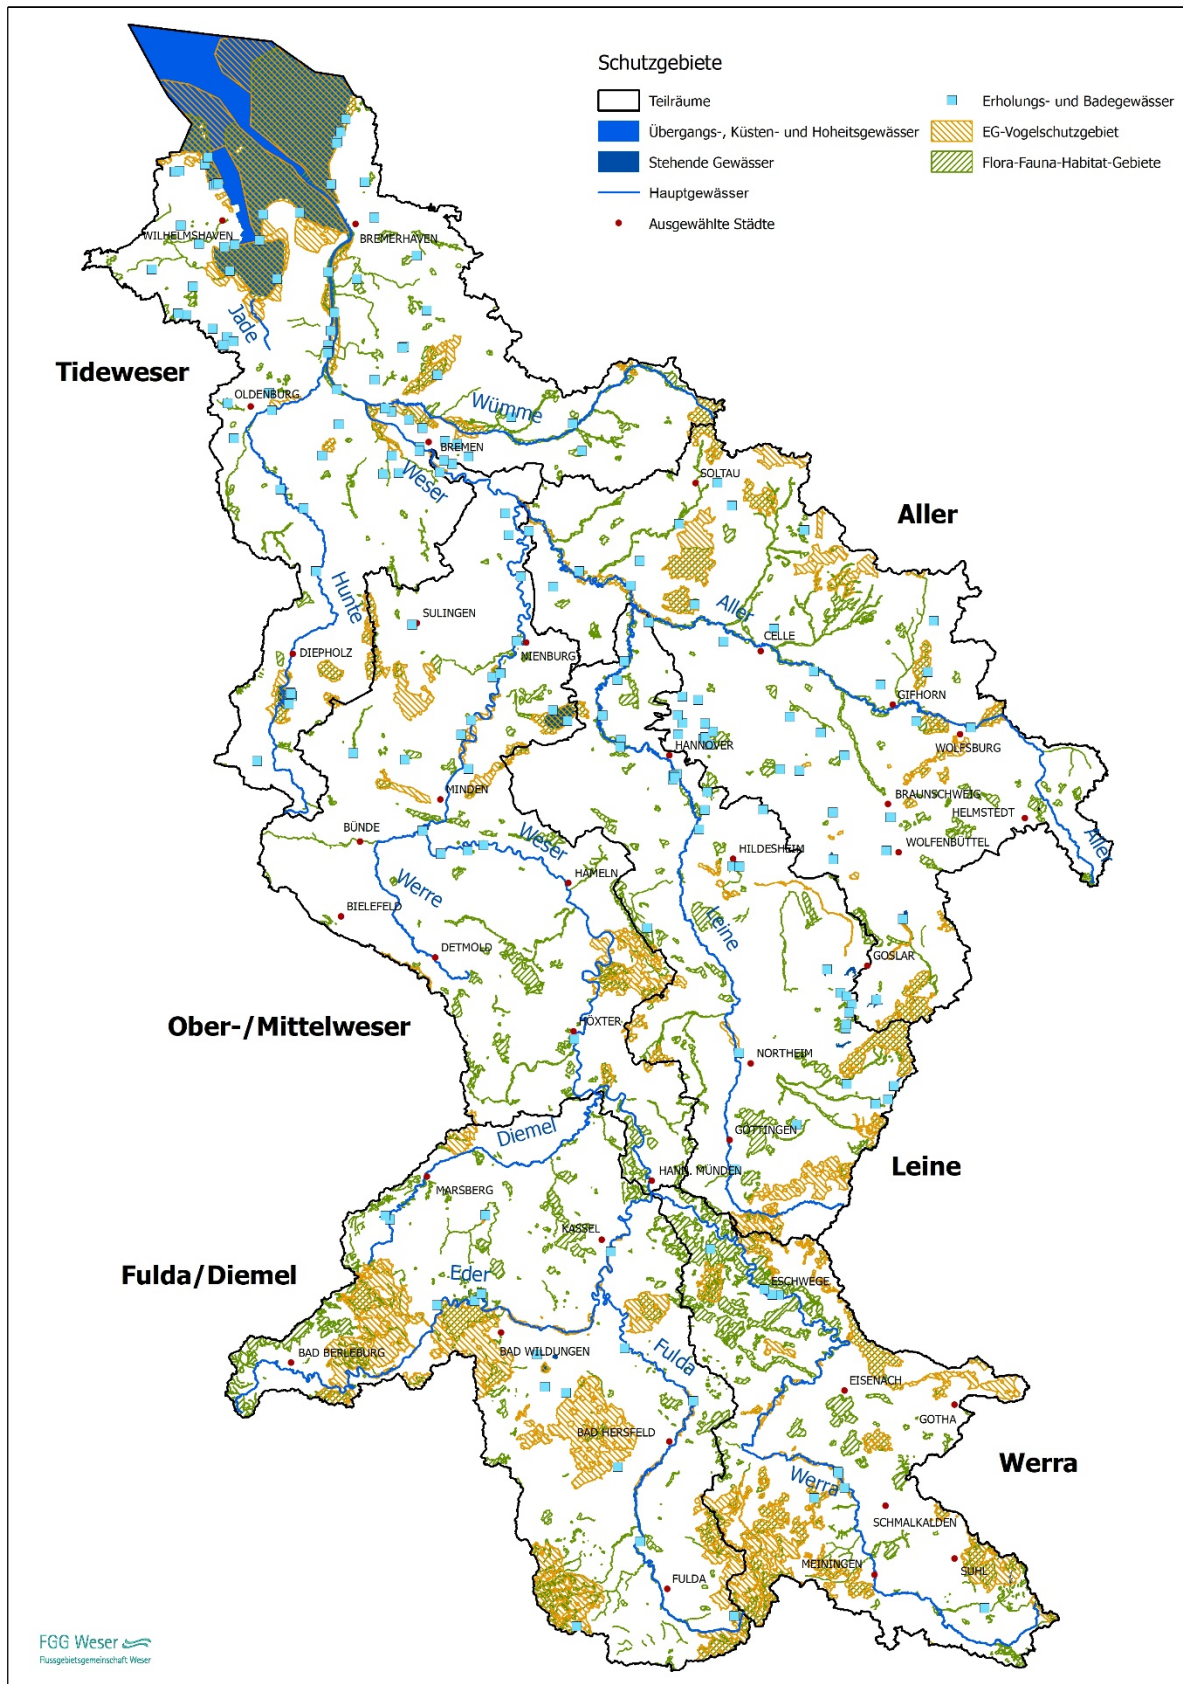 Schutzgebiete
Teilräume
Übergangs-, Küsten- und Hoheitsgewässer
Stehende Gewässer
Hauptgewässer
Ausgewählte Städte
Erholungs- und Badegewässer
EG-Vogelschutzgebiet
Flora-Fauna-Habitat-Gebiete
WILHELMSHAVEN
BREMERHAVEN
Jade
Tideweser
OLDENBURG
Wümme
BREMEN
Weser
SOLTAU
Aller
Hunte
SULINGEN
Aller
CELLE
DIEPHOLZ
NIENBURG
GIFHORN
WOLFSBURG
HANNOVER
MINDEN
BRAUNSCHWEIG
HELMSTEDT
BÜNDE
Weser
HILDESHEIM
WOLFENBÜTTEL
Aller
Werre
HAMELN
BIELEFELD
Leine
DETMOLD
GOSLAR
Ober-/Mittelweser
HÖXTER
NORTHEIM
Diemel
GÖTTINGEN
Leine
MARSBERG
HANN. MÜNDEN
KASSEL
Fulda/Diemel
Eder
ESCHWEGE
BAD BERLEBURG
BAD WILDUNGEN
Fulda
EISENACH
GOTHA
BAD HERSFELD
Werra
Werra
SCHMALKALDEN
MEININGEN
SUHL
FULDA
FGG Weser
Flussgebietsgemeinschaft Weser